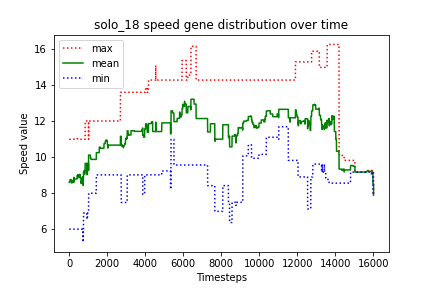 solo_18 speed gene distribution over time
max
mean
min
Speed value
16
14
12
10
8
6
0 2000 4000 6000 8000 10000 12000 14000 16000
Timesteps